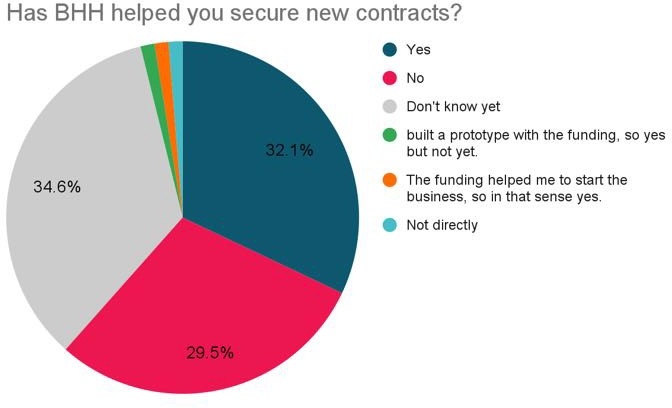 Has BHH helped you secure new contracts?
Yes
No
Don't know yet
built a prototype with the funding, so yes
but not yet.
The funding helped me to start the
business, so in that sense yes.
Not directly
32.1%
34.6%
29.5%